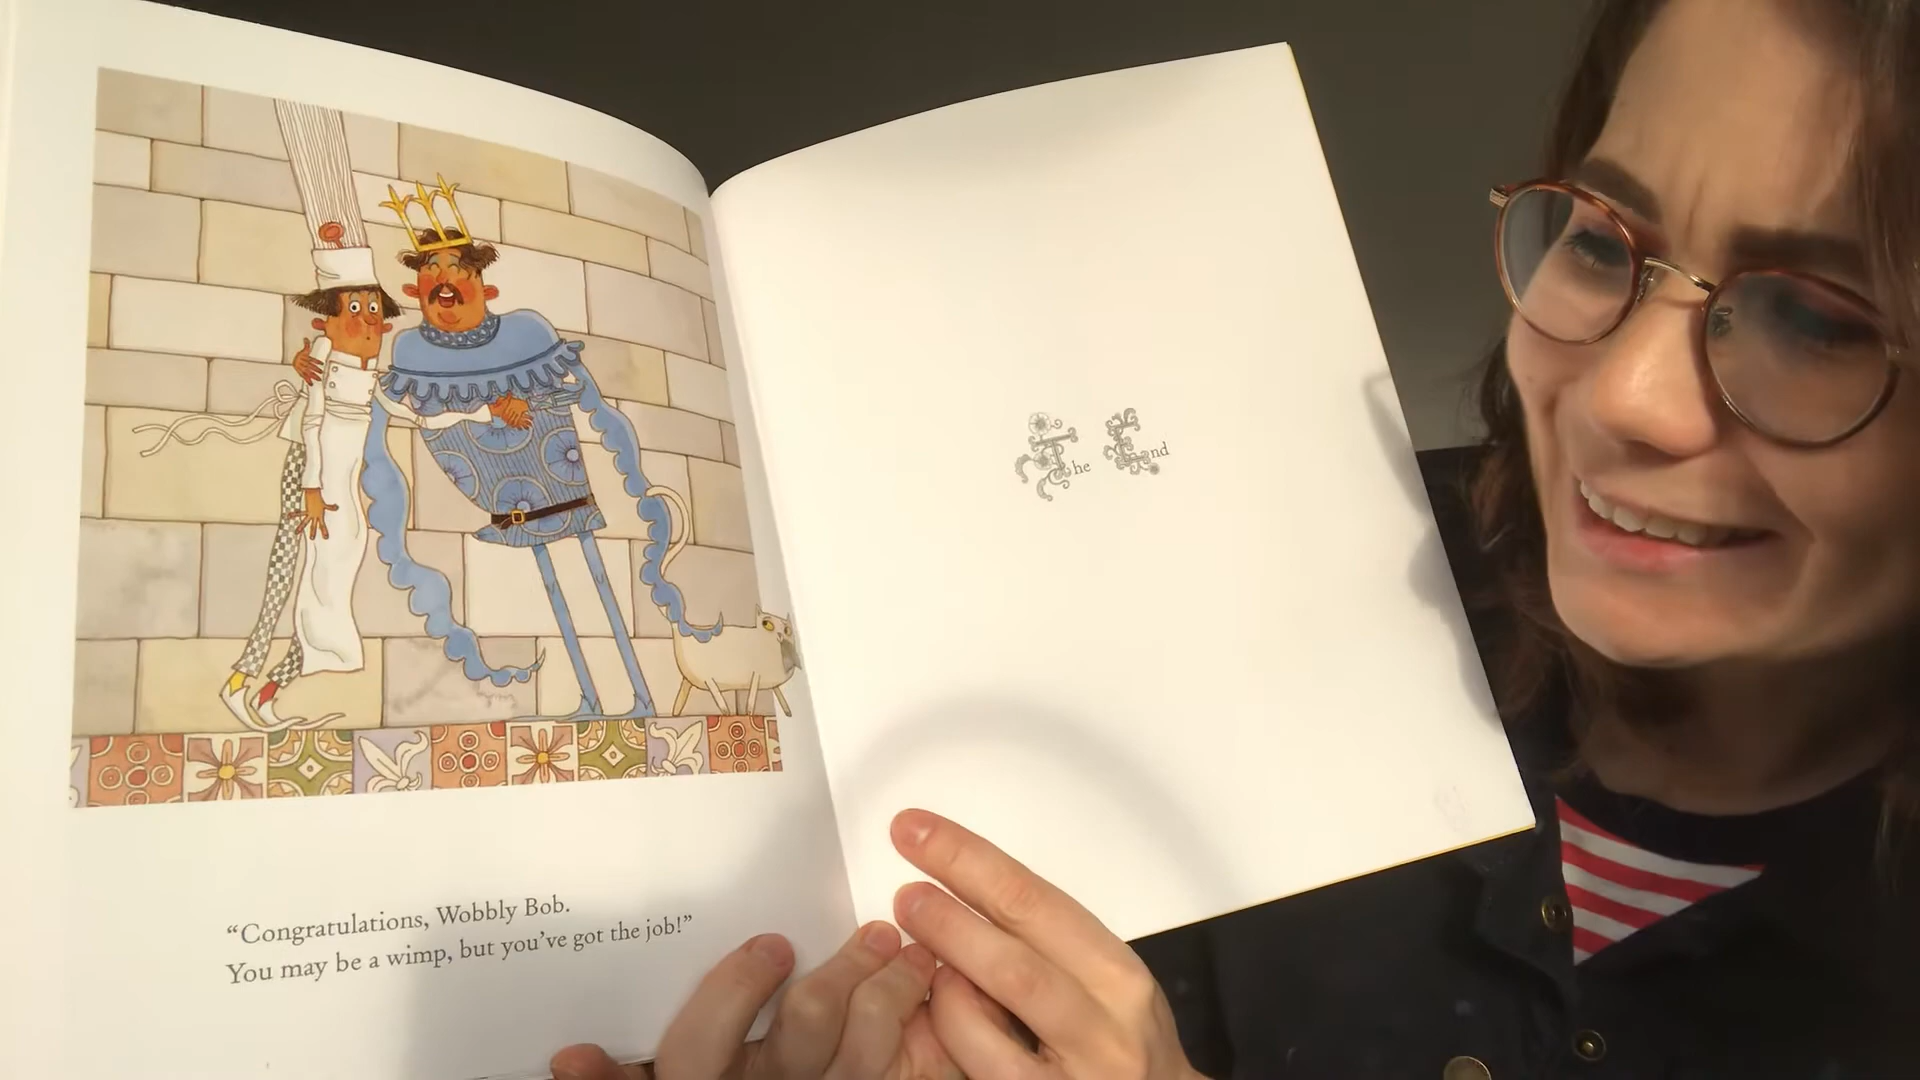 “Congratulations, Wobbly Bob.
You may be a wimp, but you’ve got the job!”
The End